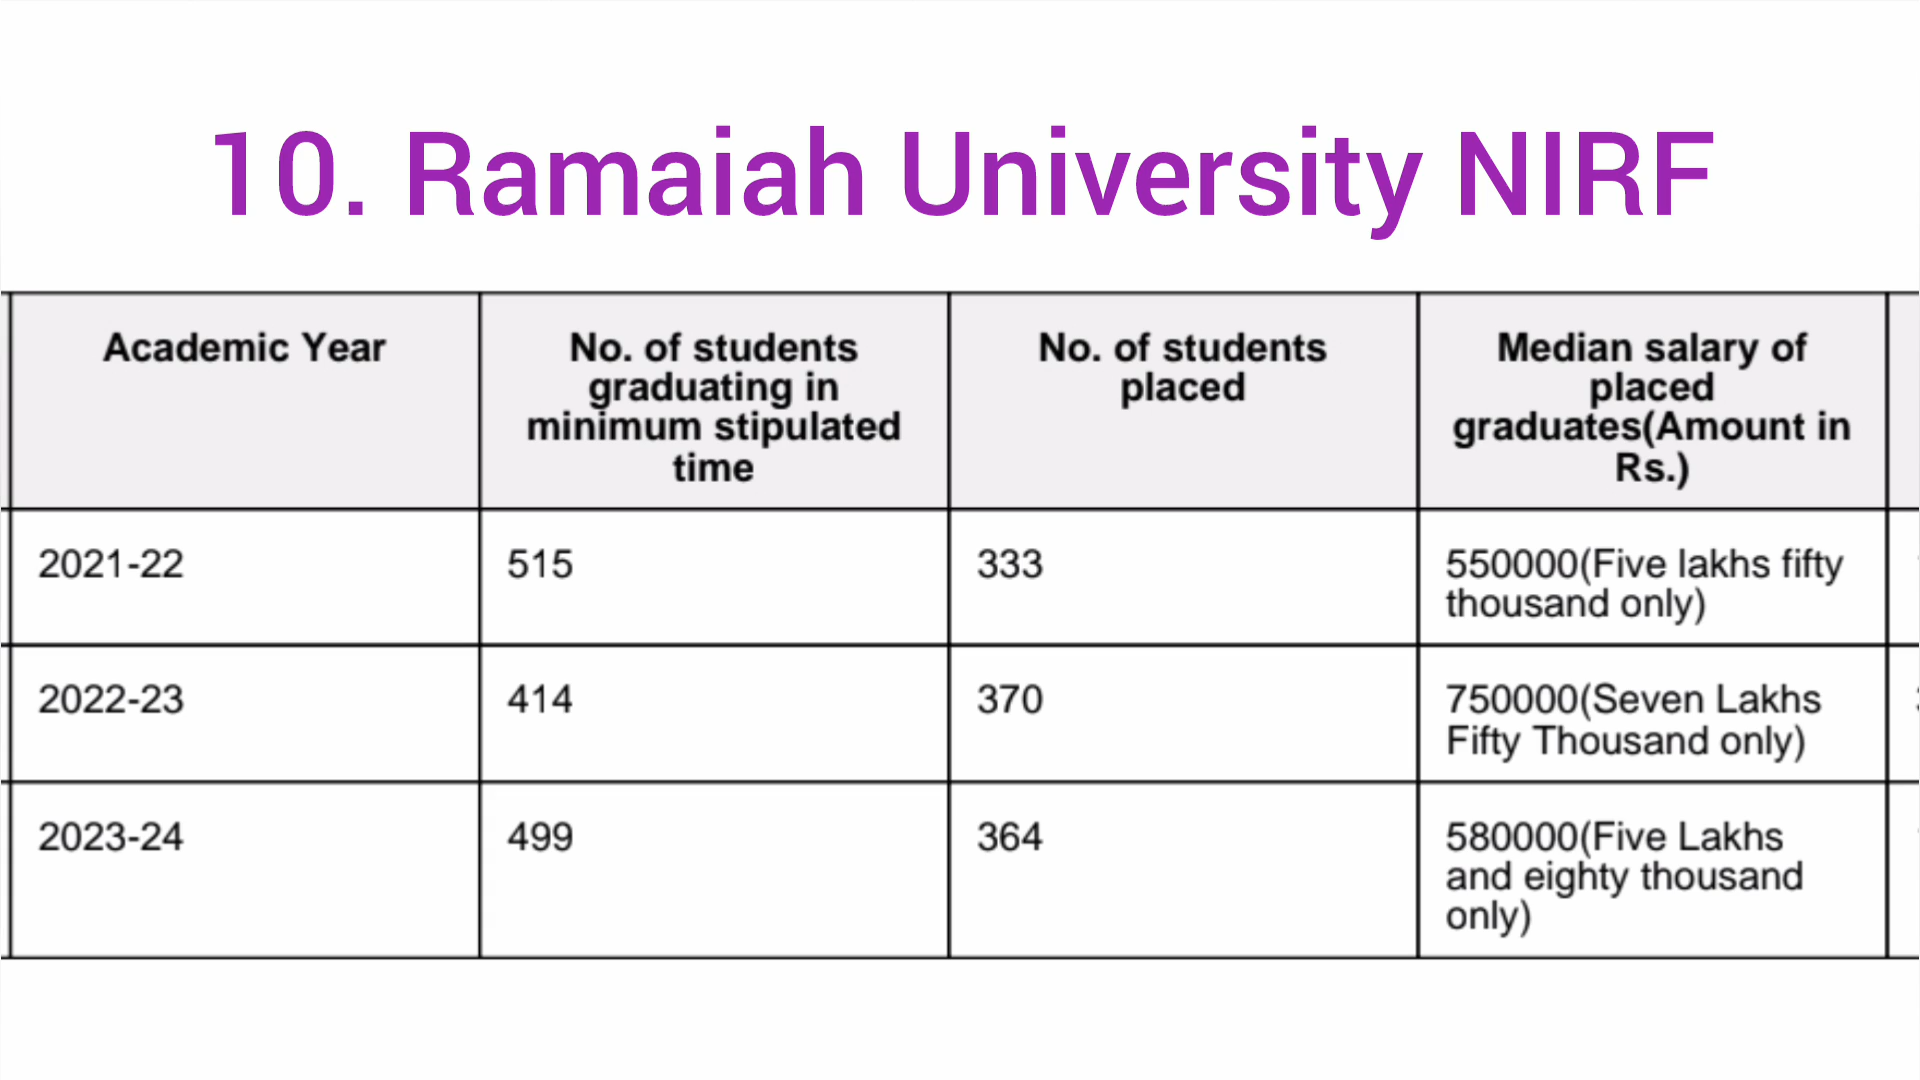 10. Ramaiah University NIRF
Academic Year
No. of students
graduating in
minimum stipulated
time
No. of students
placed
Median salary of
placed
graduates(Amount in
Rs.)
2021-22
515
333
550000(Five lakhs fifty
thousand only)
2022-23
414
370
750000(Seven Lakhs
Fifty Thousand only)
2023-24
499
364
580000(Five Lakhs
and eighty thousand
only)